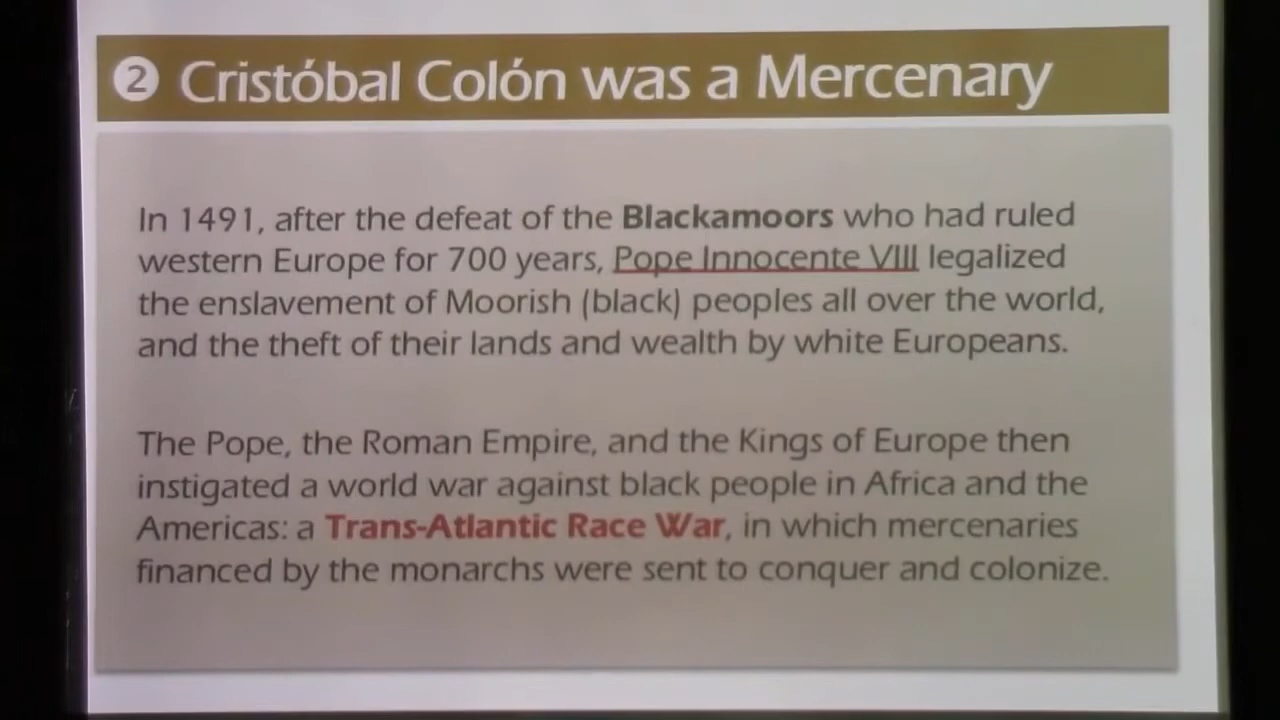 2 Cristóbal Colón was a Mercenary
In 1491, after the defeat of the Blackamoors who had ruled
western Europe for 700 years, Pope Innocente VIII legalized
the enslavement of Moorish (black) peoples all over the world,
and the theft of their lands and wealth by white Europeans.
The Pope, the Roman Empire, and the Kings of Europe then
instigated a world war against black people in Africa and the
Americas: a Trans-Atlantic Race War, in which mercenaries
financed by the monarchs were sent to conquer and colonize.